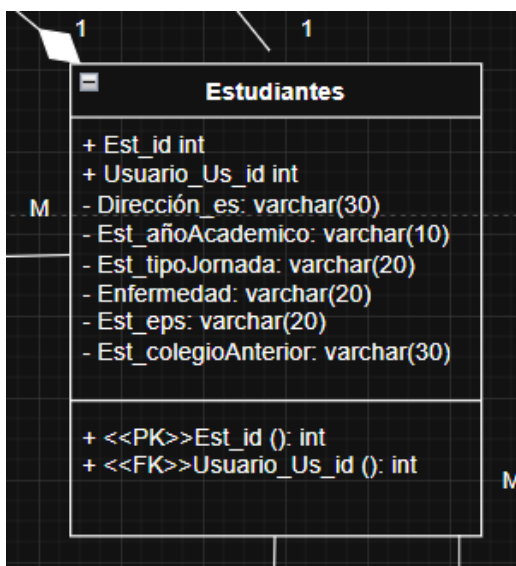 1
1
Estudiantes
+ Est_id int
+ Usuario_Us_id int
M
- Dirección_es: varchar(30)
- Est_añoAcademico: varchar(10)
- Est_tipoJornada: varchar(20)
- Enfermedad: varchar(20)
- Est_eps: varchar(20)
- Est_colegioAnterior: varchar(30)
+ <<PK>>Est_id (): int
+ <<FK>>Usuario_Us_id (): int
M